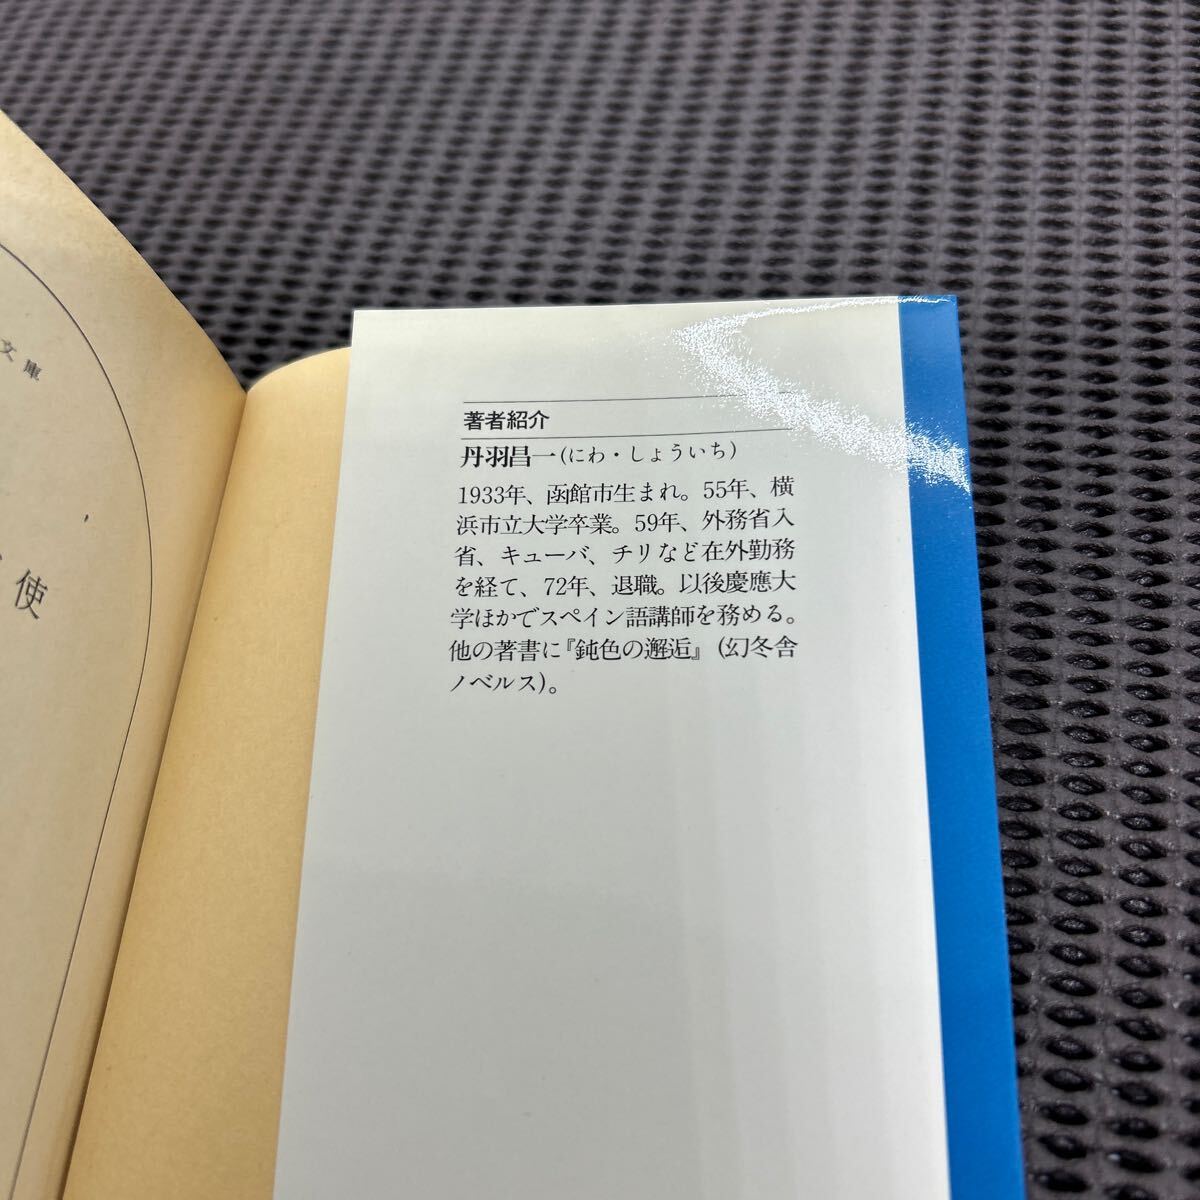 文庫
使
著者紹介
丹羽昌一(にわ・しょういち)
1933年、函館市生まれ。55年、横
浜市立大学卒業。59年、外務省入
省、キューバ、チリなど在外勤務
を経て、72年、退職。以後慶應大
学ほかでスペイン語講師を務める。
他の著書に『鈍色の邂逅』(幻冬舎
ノベルス)。